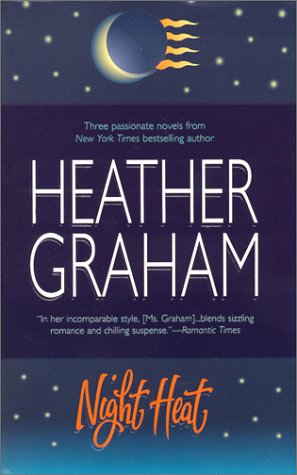 Three passionate novels from
New York Times bestselling author
HEATHER
GRAHAM
"In her incomparable style, [Ms. Graham]...blends sizzling
romance and chilling suspense."—Romantic Times
Night Heat